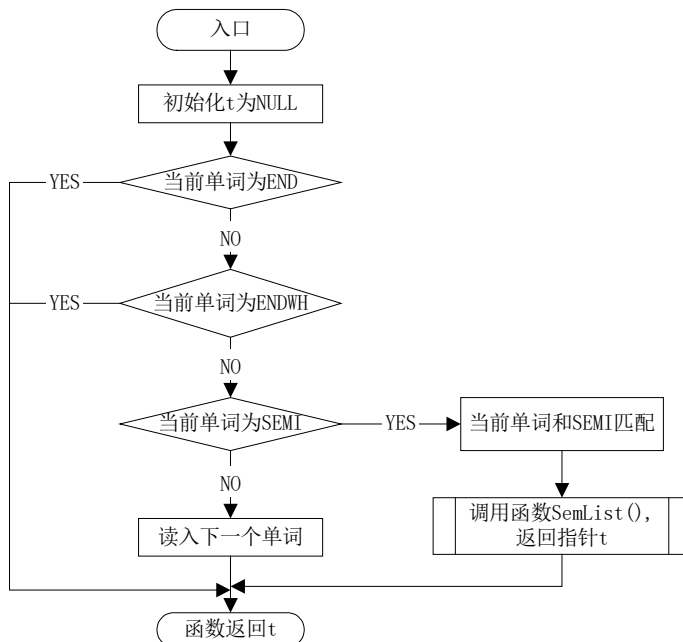 入口
初始化t为NULL
当前单词为END
YES
NO
当前单词为ENDWH
YES
NO
当前单词为SEMI
YES
当前单词和SEMI匹配
NO
读入下一个单词
调用函数SemList(),
返回指针t
函数返回t